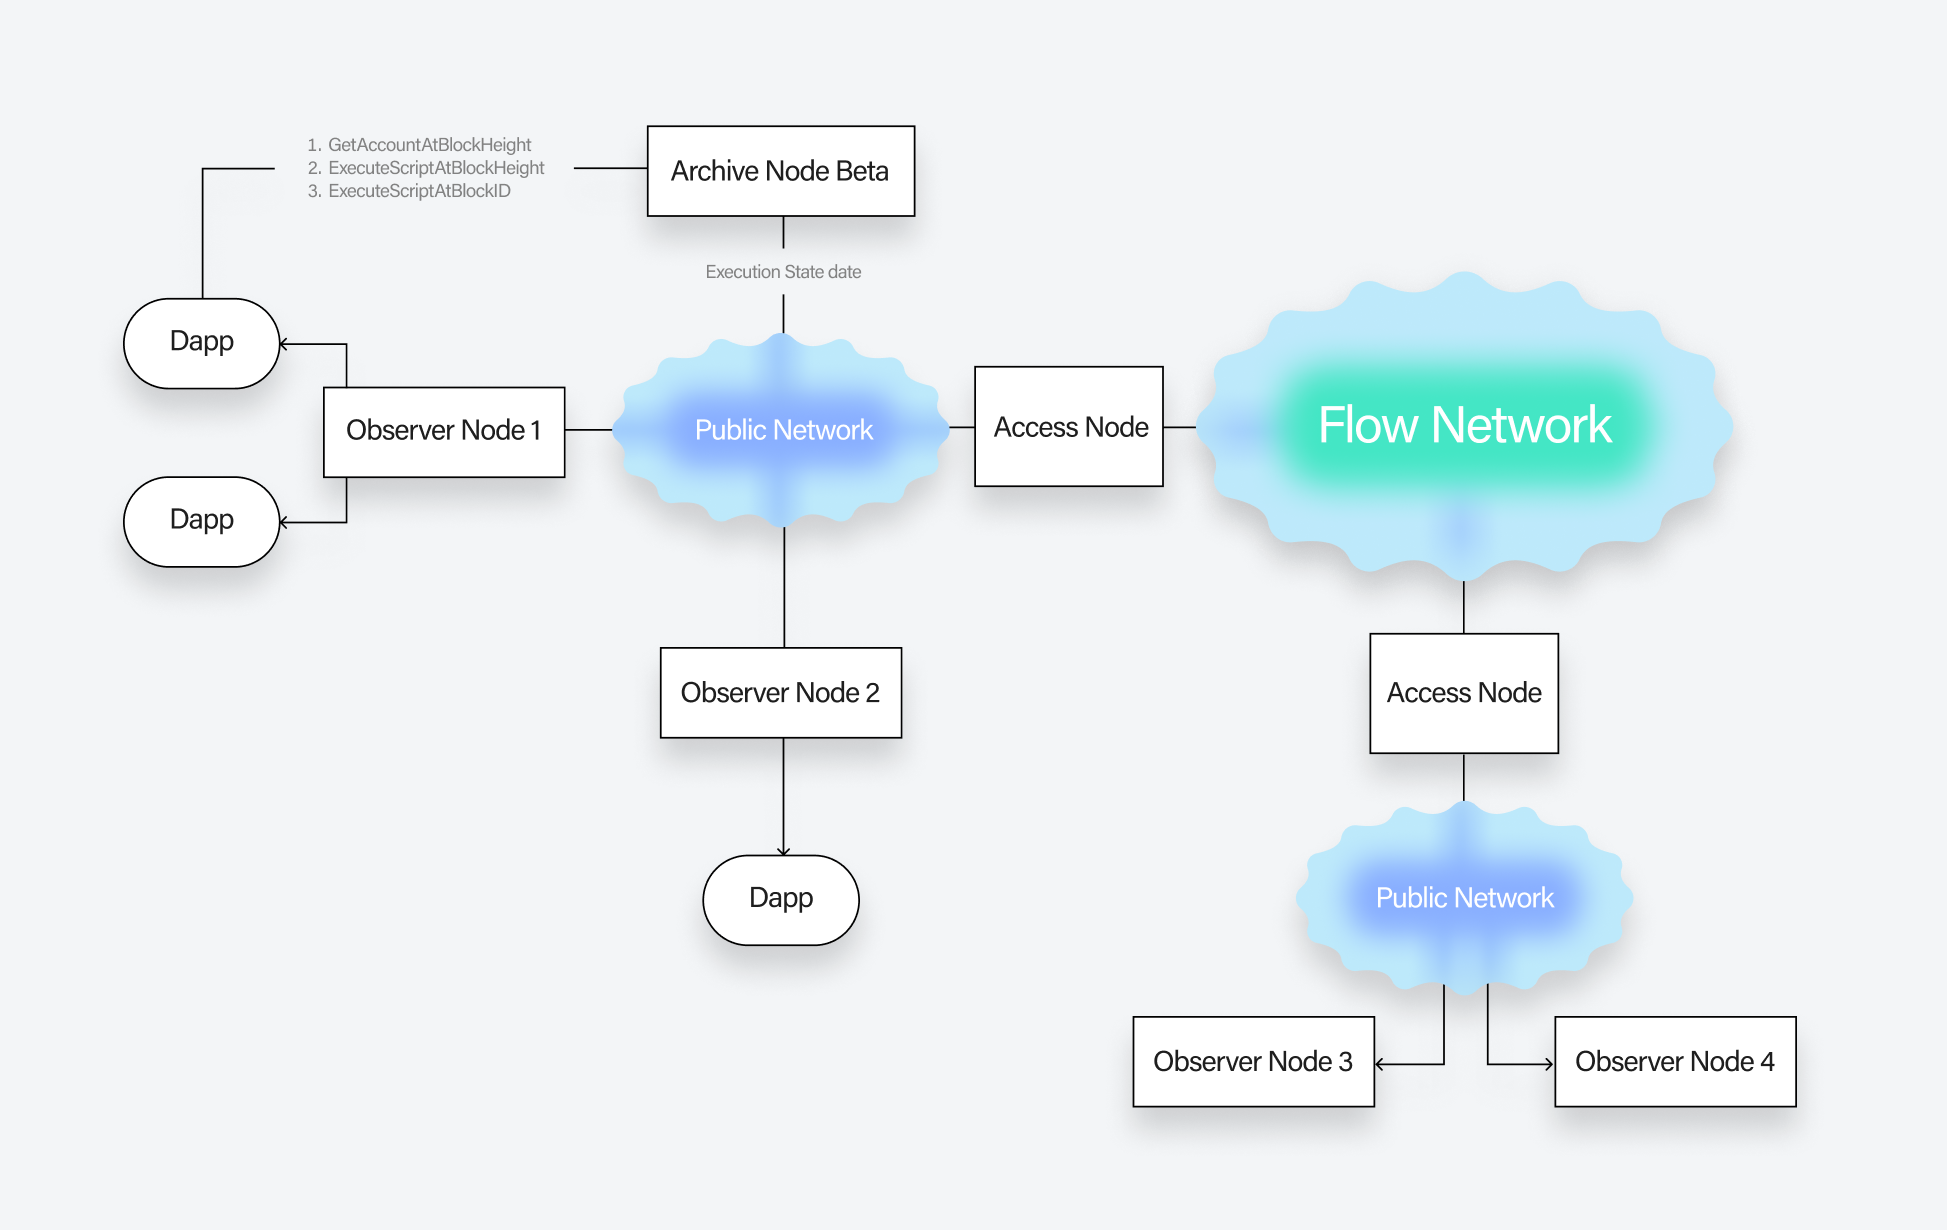 1. GetAccountAtBlockHeight
2. ExecuteScriptAtBlockHeight
3. ExecuteScriptAtBlockID
Archive Node Beta
Execution State date
Dapp
Observer Node 1
Dapp
Public Network
Access Node
Flow Network
Observer Node 2
Dapp
Access Node
Public Network
Observer Node 3
Observer Node 4